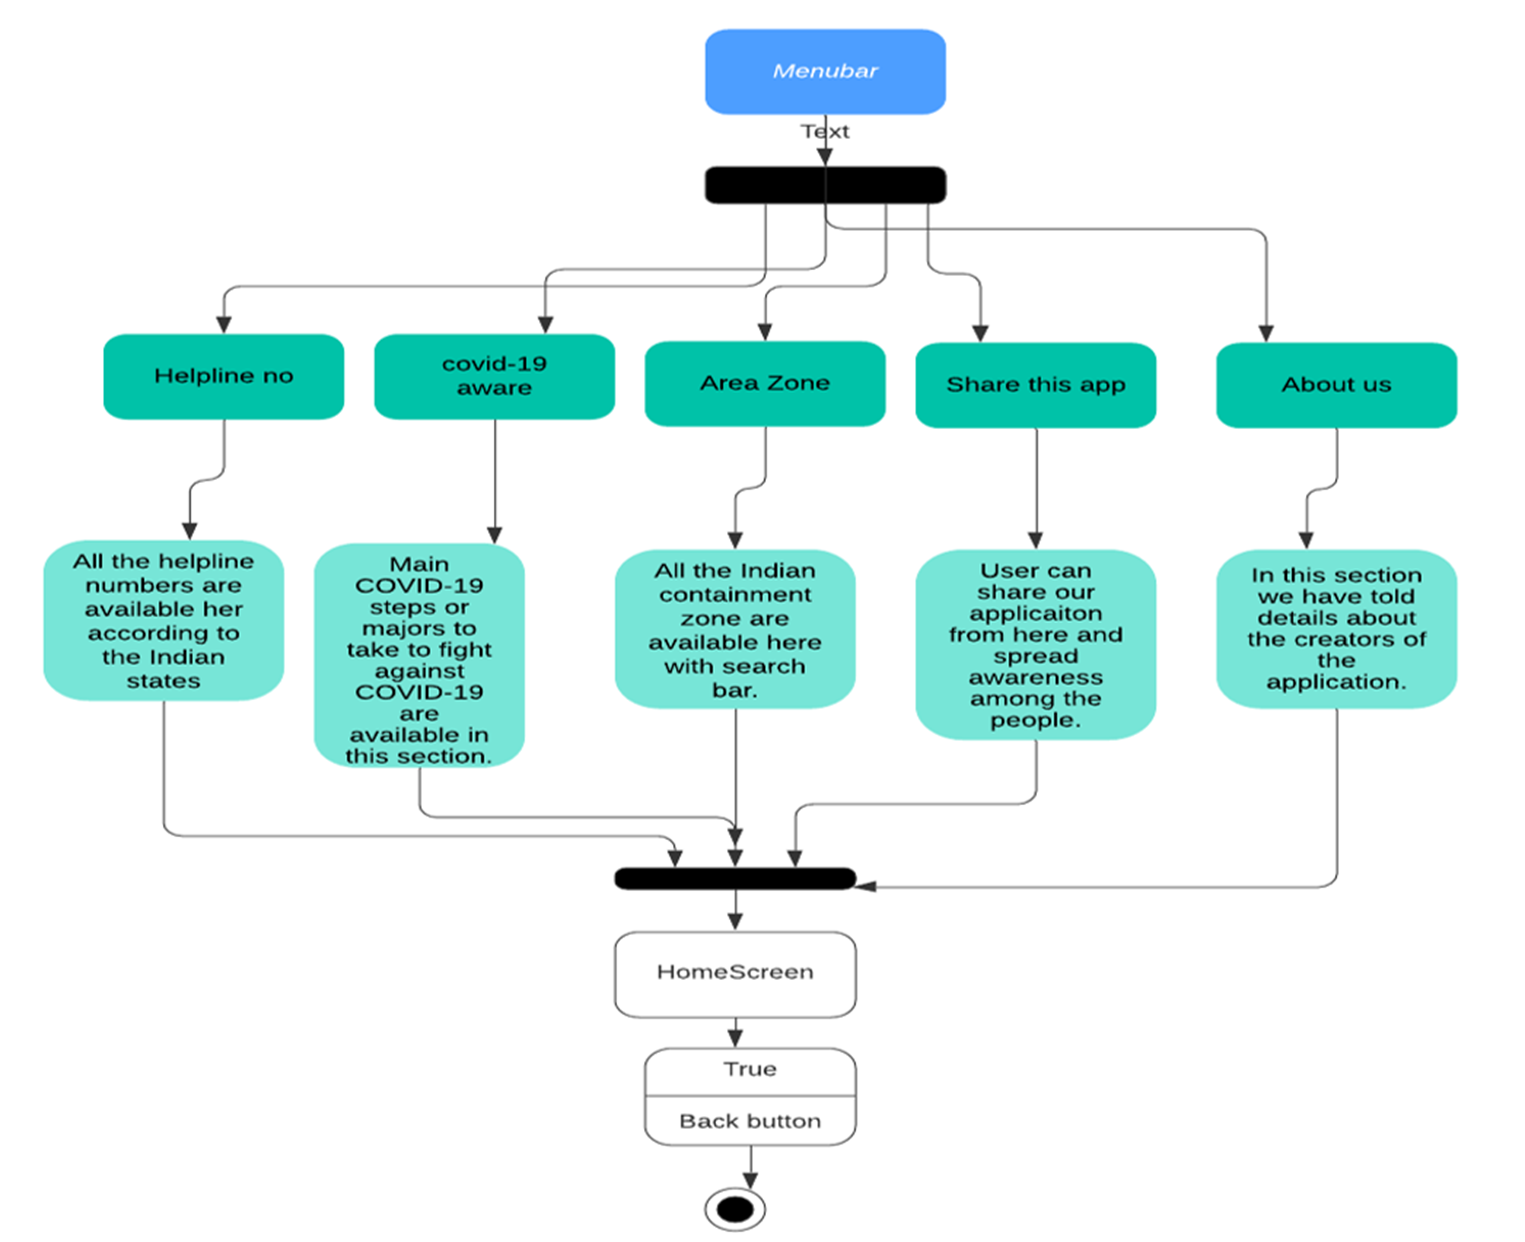 Menubar
Text
Helpline no
covid-19
aware
Area Zone
Share this app
About us
All the helpline
numbers are
available her
according to
the Indian
states
Main
COVID-19
steps or
majors to
take to fight
against
COVID-19
are
available in
this section.
All the Indian
containment
zone are
available here
with search
bar.
User can
share our
applicaiton
from here and
spread
awareness
among the
people.
In this section
we have told
details about
the creators of
the
application.
HomeScreen
True
Back button